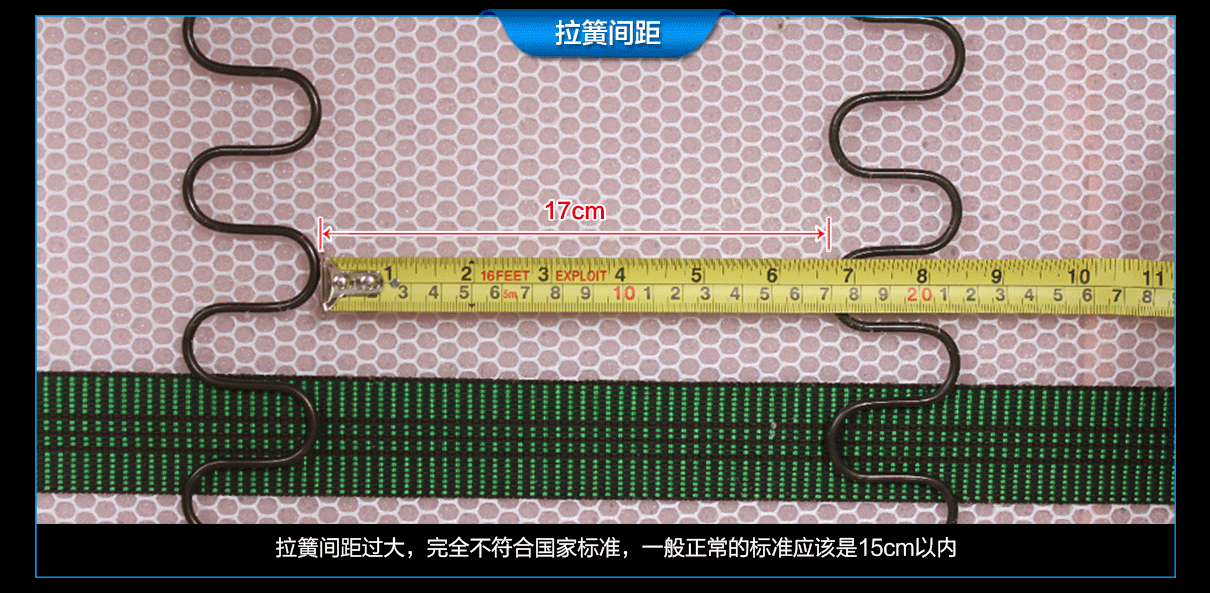 拉簧间距
17cm
1 2 16FEET 3 EXPLOIT 4 5 6 7 8 9 10 11
3 4 5 5m 6 7 8 9 10 1 2 3 4 5 6 7 8 9 20 1 2 3 4 5 6 7 8
拉簧间距过大，完全不符合国家标准，一般正常的标准应该是15cm以内